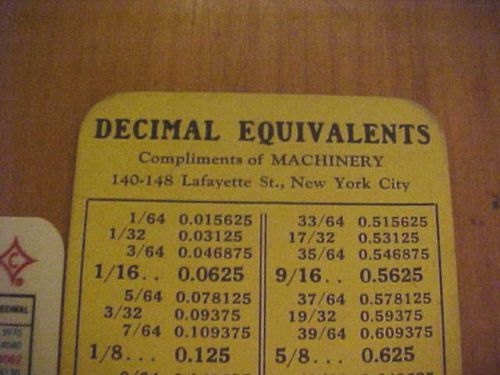 DECIMAL EQUIVALENTS
Compliments of MACHINERY
140-148 Lafayette St., New York City
1/64 0.015625 33/64 0.515625
1/32 0.03125 17/32 0.53125
3/64 0.046875 35/64 0.546875
1/16.. 0.0625 9/16. 0.5625
5/64 0.078125 37/64 0.578125
3/32 0.09375 19/32 0.59375
7/64 0.109375 39/64 0.609375
1/8... 0.125 5/8... 0.625
C
DECIMAL